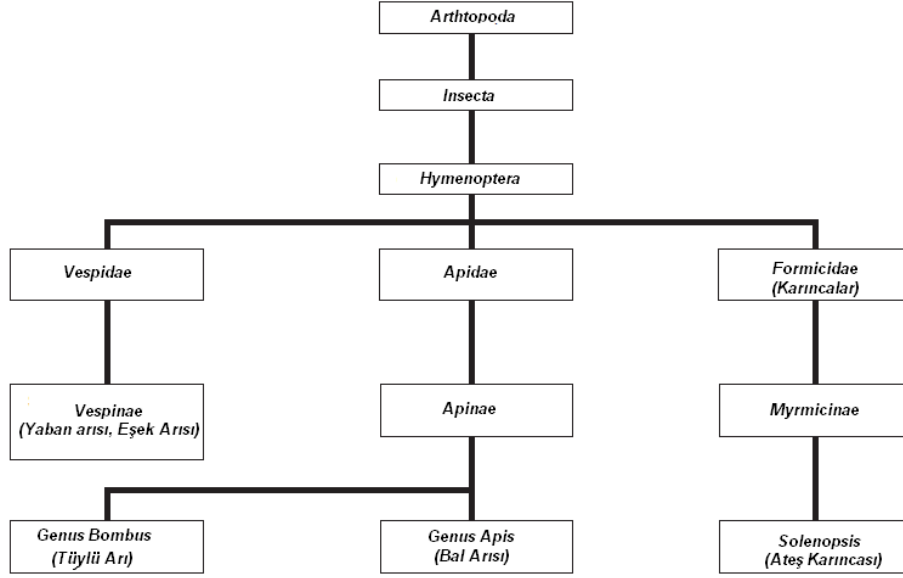 Arthtopoda
Insecta
Hymenoptera
Vespidae
Apidae
Formicidae
(Karıncalar)
Vespinae
(Yaban arısı, Eşek Arısı)
Apinae
Myrmicinae
Genus Bombus
(Tüylü Arı)
Genus Apis
(Bal Arısı)
Solenopsis
(Ateş Karıncası)